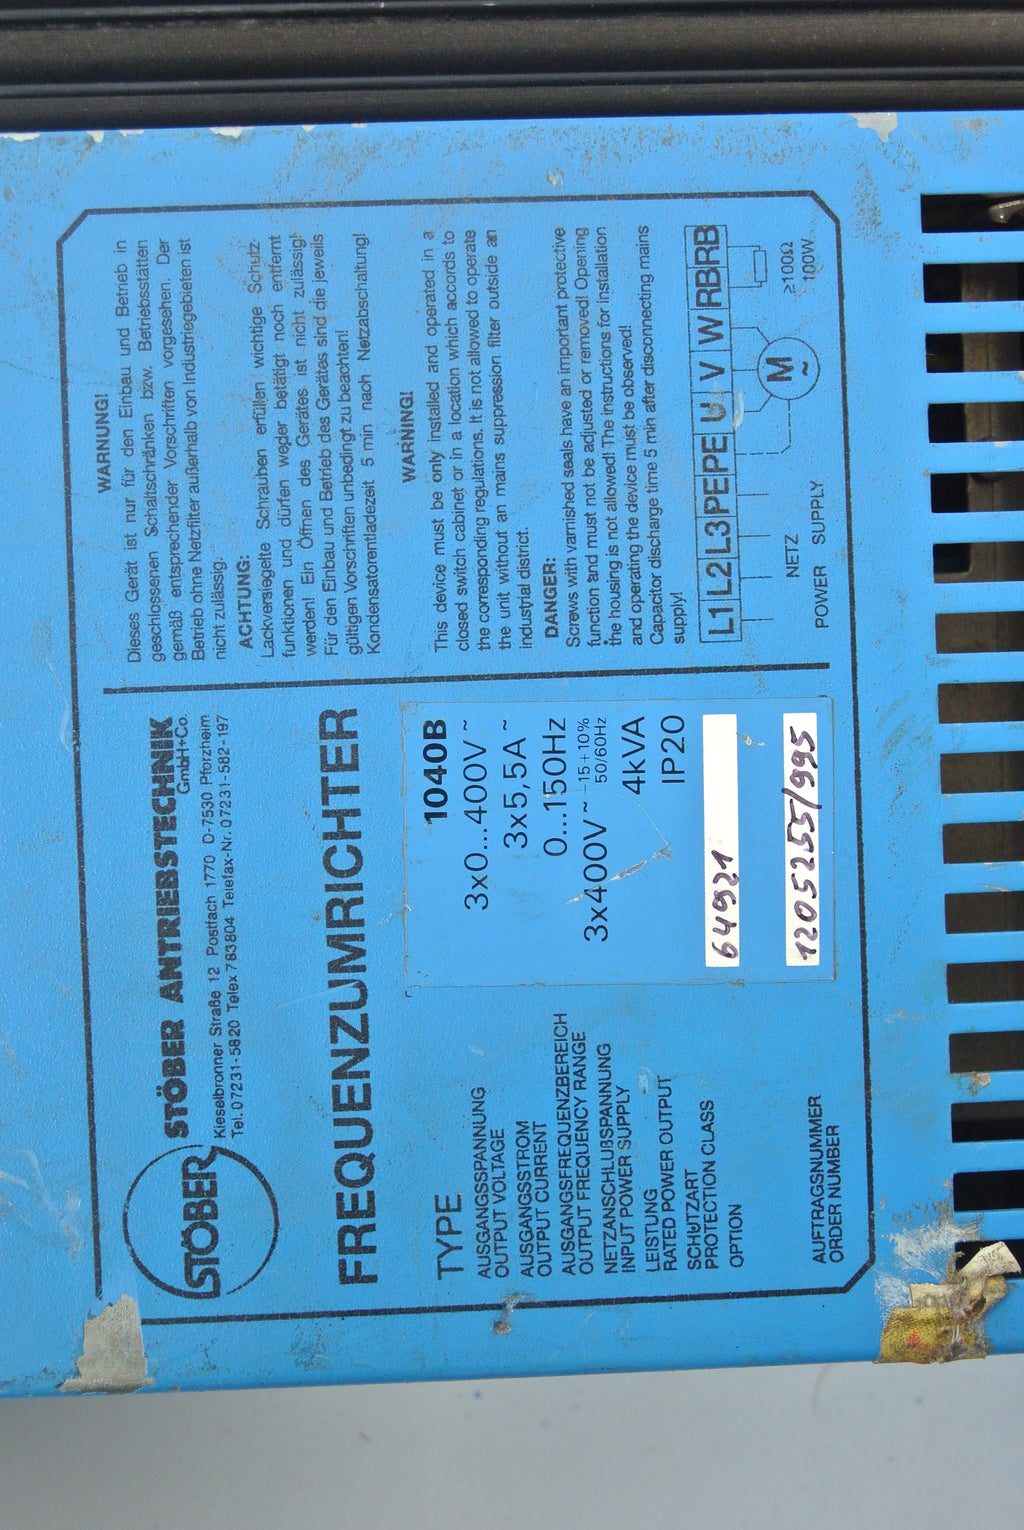 STÖBER
STÖBER ANTRIEBSTECHNIK
GmbH+Co.
Kieselbronner Straße 12 Postfach 1770 D-7530 Pforzheim
Tel. 07231-5820 Telex 783804 Telefax-Nr. 07231-582-197
FREQUENZUMRICHTER
TYPE 1040B
AUSGANGSSPANNUNG
OUTPUT VOLTAGE 3x0...400V ~
AUSGANGSSTROM
OUTPUT CURRENT 3x5,5A ~
AUSGANGSFREQUENZBEREICH
OUTPUT FREQUENCY RANGE 0...150Hz
NETZANSCHLUßSPANNUNG
INPUT POWER SUPPLY 3x400V ~ -15+10% 50/60Hz
LEISTUNG
RATED POWER OUTPUT 4kVA
SCHUTZART
PROTECTION CLASS IP20
OPTION 64921
AUFTRAGSNUMMER
ORDER NUMBER 1205255/995
WARNUNG!
Dieses Gerät ist nur für den Einbau und Betrieb in
geschlossenen Schaltschränken bzw. Betriebsstätten
gemäß entsprechender Vorschriften vorgesehen. Der
Betrieb ohne Netzfilter außerhalb von Industriegebieten ist
nicht zulässig.
ACHTUNG:
Lackversiegelte Schrauben erfüllen wichtige Schutz-
funktionen und dürfen weder betätigt noch entfernt
werden! Ein Öffnen des Gerätes ist nicht zulässig!
Für den Einbau und Betrieb des Gerätes sind die jeweils
gültigen Vorschriften unbedingt zu beachten!
Kondensatorentladezeit 5 min nach Netzabschaltung!
WARNING!
This device must be only installed and operated in a
closed switch cabinet or in a location which accords to
the corresponding regulations. It is not allowed to operate
the unit without an mains suppression filter outside an
industrial district.
DANGER:
Screws with varnished seals have an important protective
function and must not be adjusted or removed! Opening
the housing is not allowed! The instructions for installation
and operating the device must be observed!
Capacitor discharge time 5 min after disconnecting mains
supply!
L1 L2 L3 PE PE U V W RB RB
M
~
≥100Ω
100W
NETZ
POWER SUPPLY